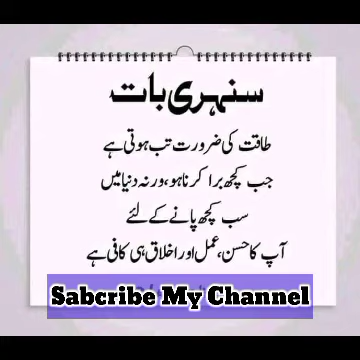 سنہری بات
طاقت کی ضرورت تب ہوتی ہے
جب کچھ برا کرنا ہو، ورنہ دنیا میں
سب کچھ پانے کے لئے
آپ کا حسن، عمل اور اخلاق ہی کافی ہے
Sabcribe My Channel